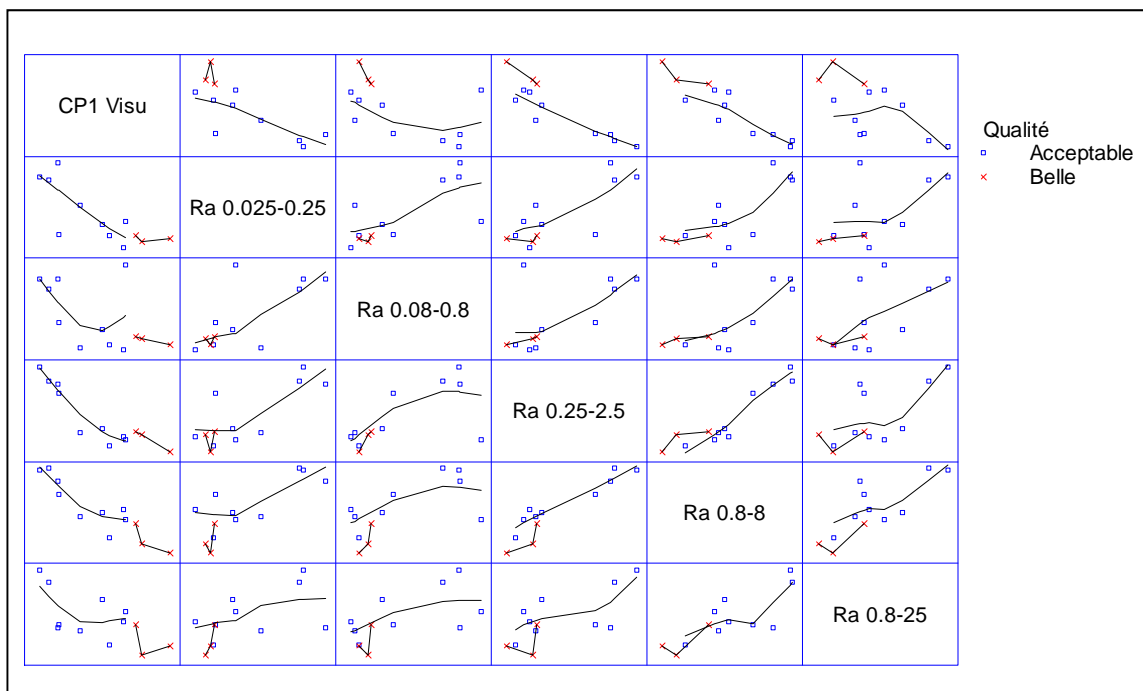 CP1 Visu
Ra 0.025-0.25
Ra 0.08-0.8
Ra 0.25-2.5
Ra 0.8-8
Ra 0.8-25
Qualité
Acceptable
Belle